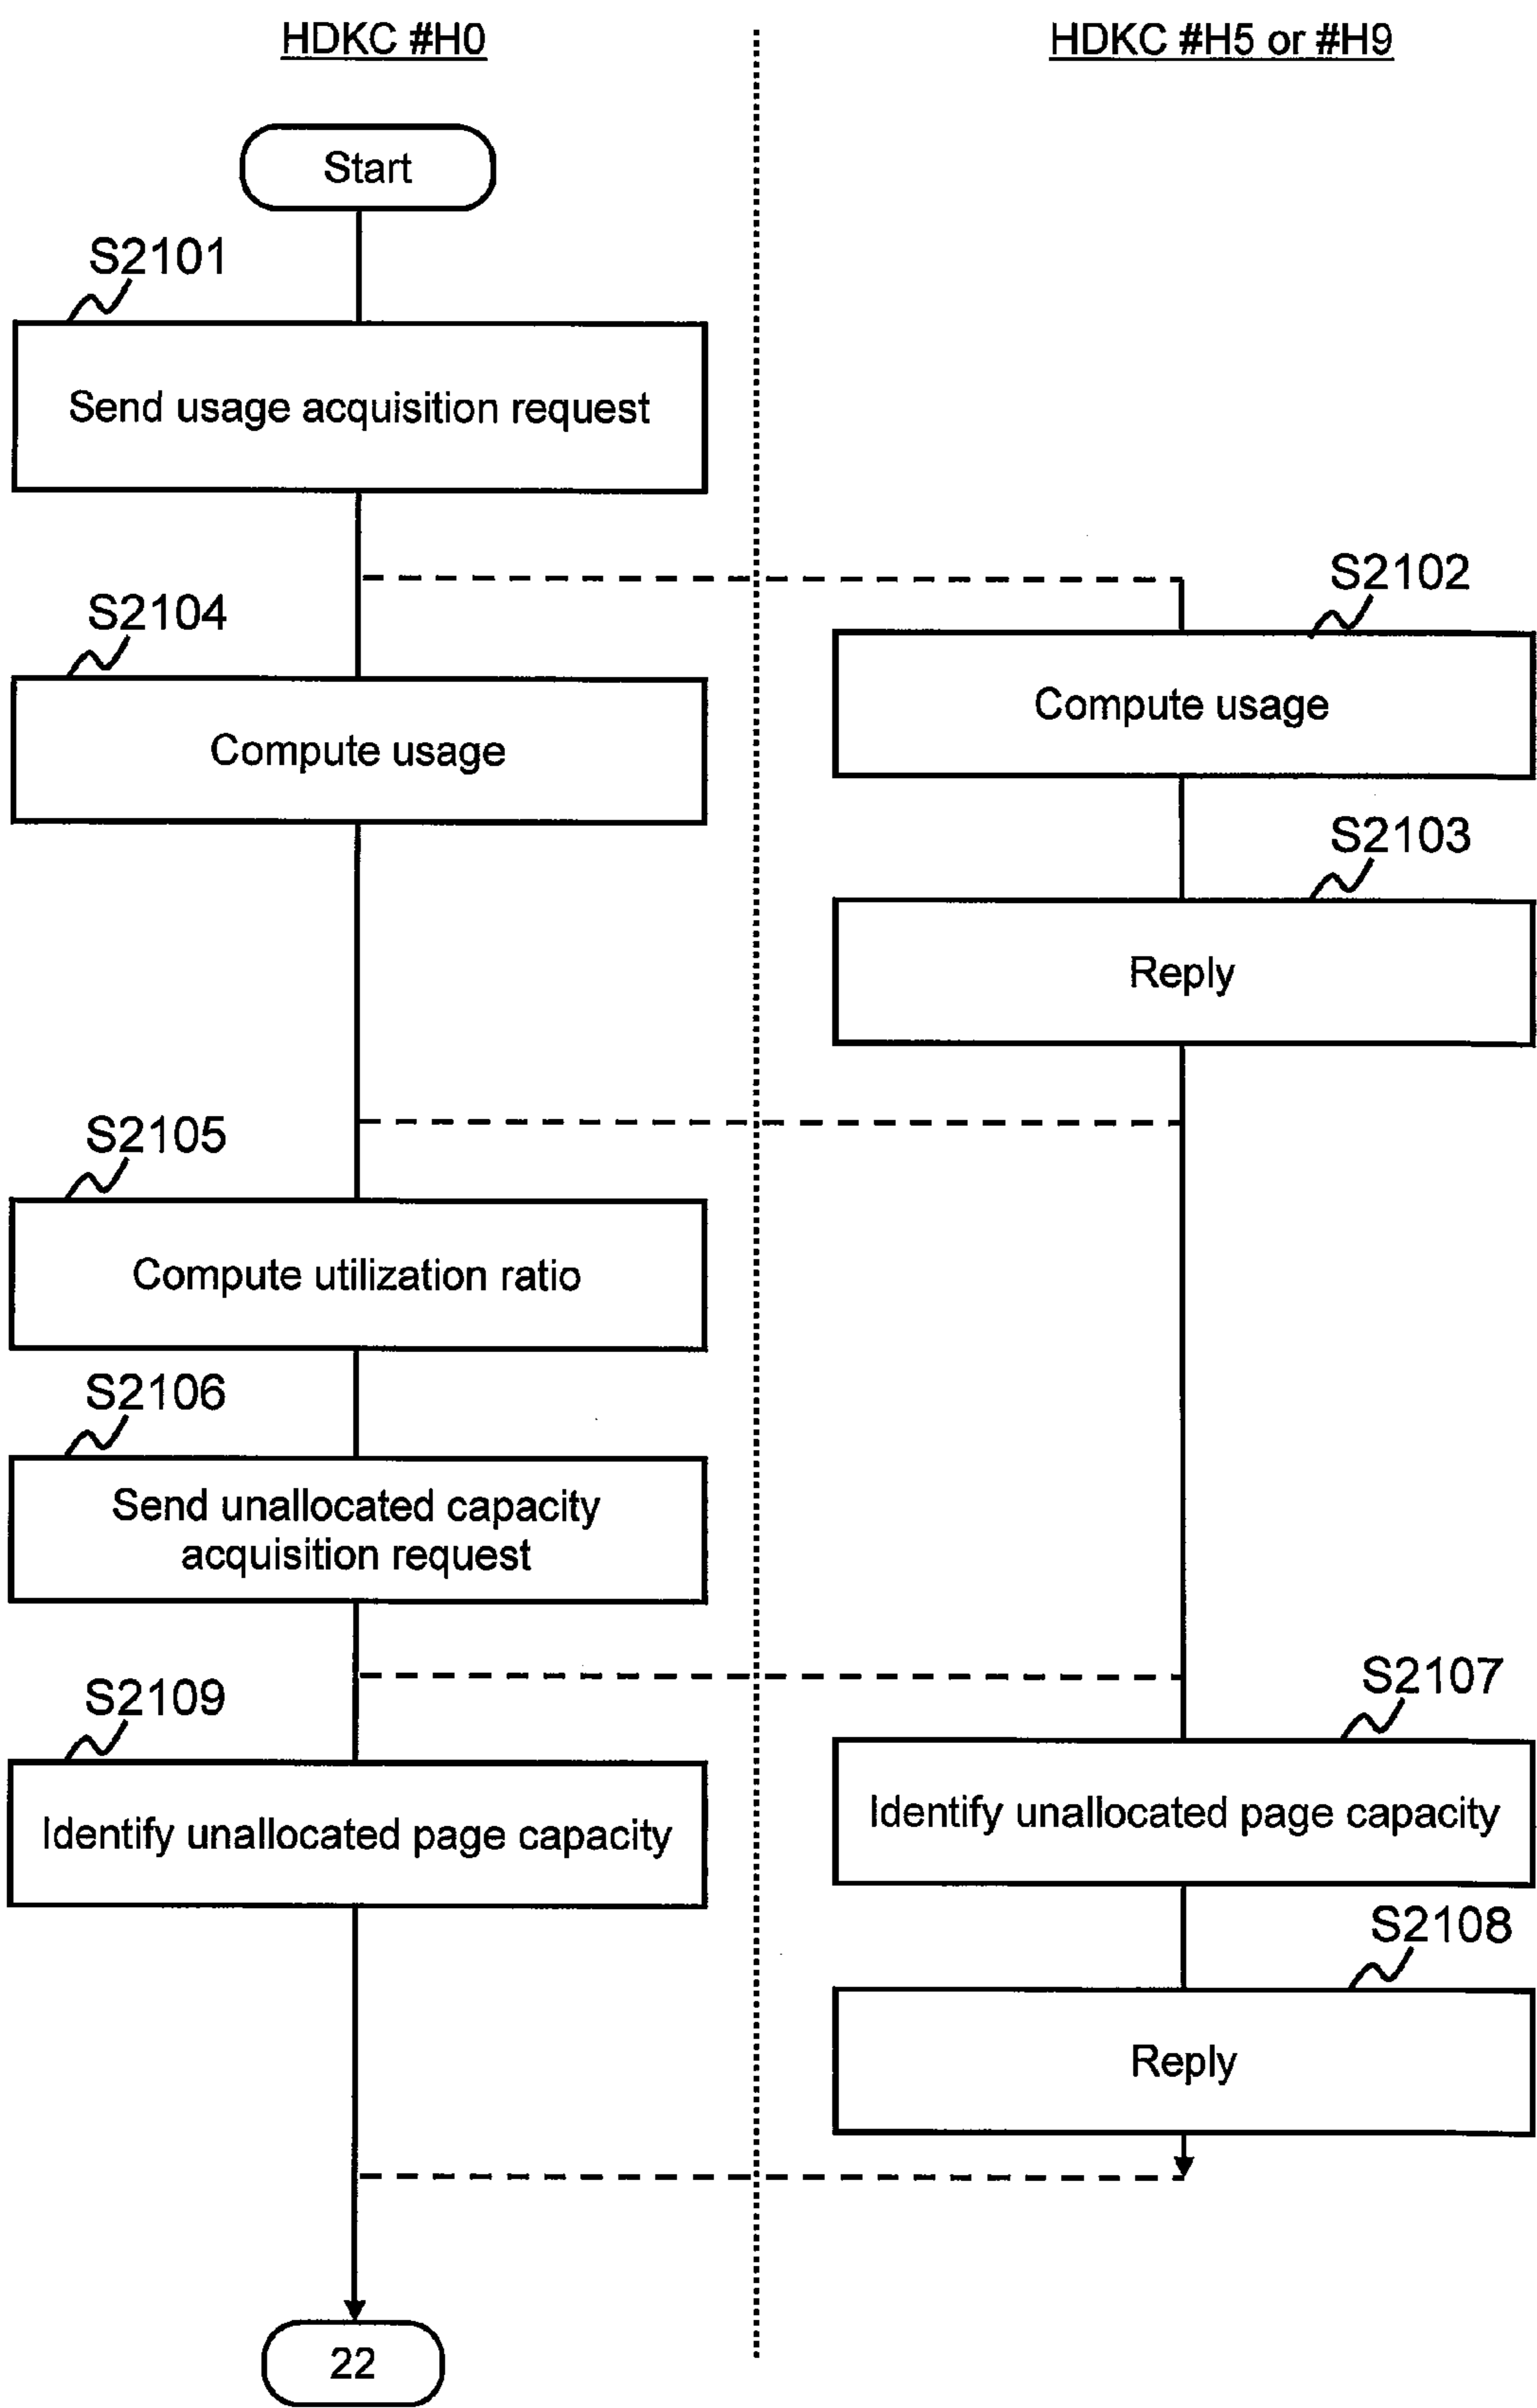 HDKC #H0
HDKC #H5 or #H9
Start
S2101
Send usage acquisition request
S2102
Compute usage
S2104
Compute usage
S2103
Reply
S2105
Compute utilization ratio
S2106
Send unallocated capacity
acquisition request
S2107
Identify unallocated page capacity
S2109
Identify unallocated page capacity
S2108
Reply
22